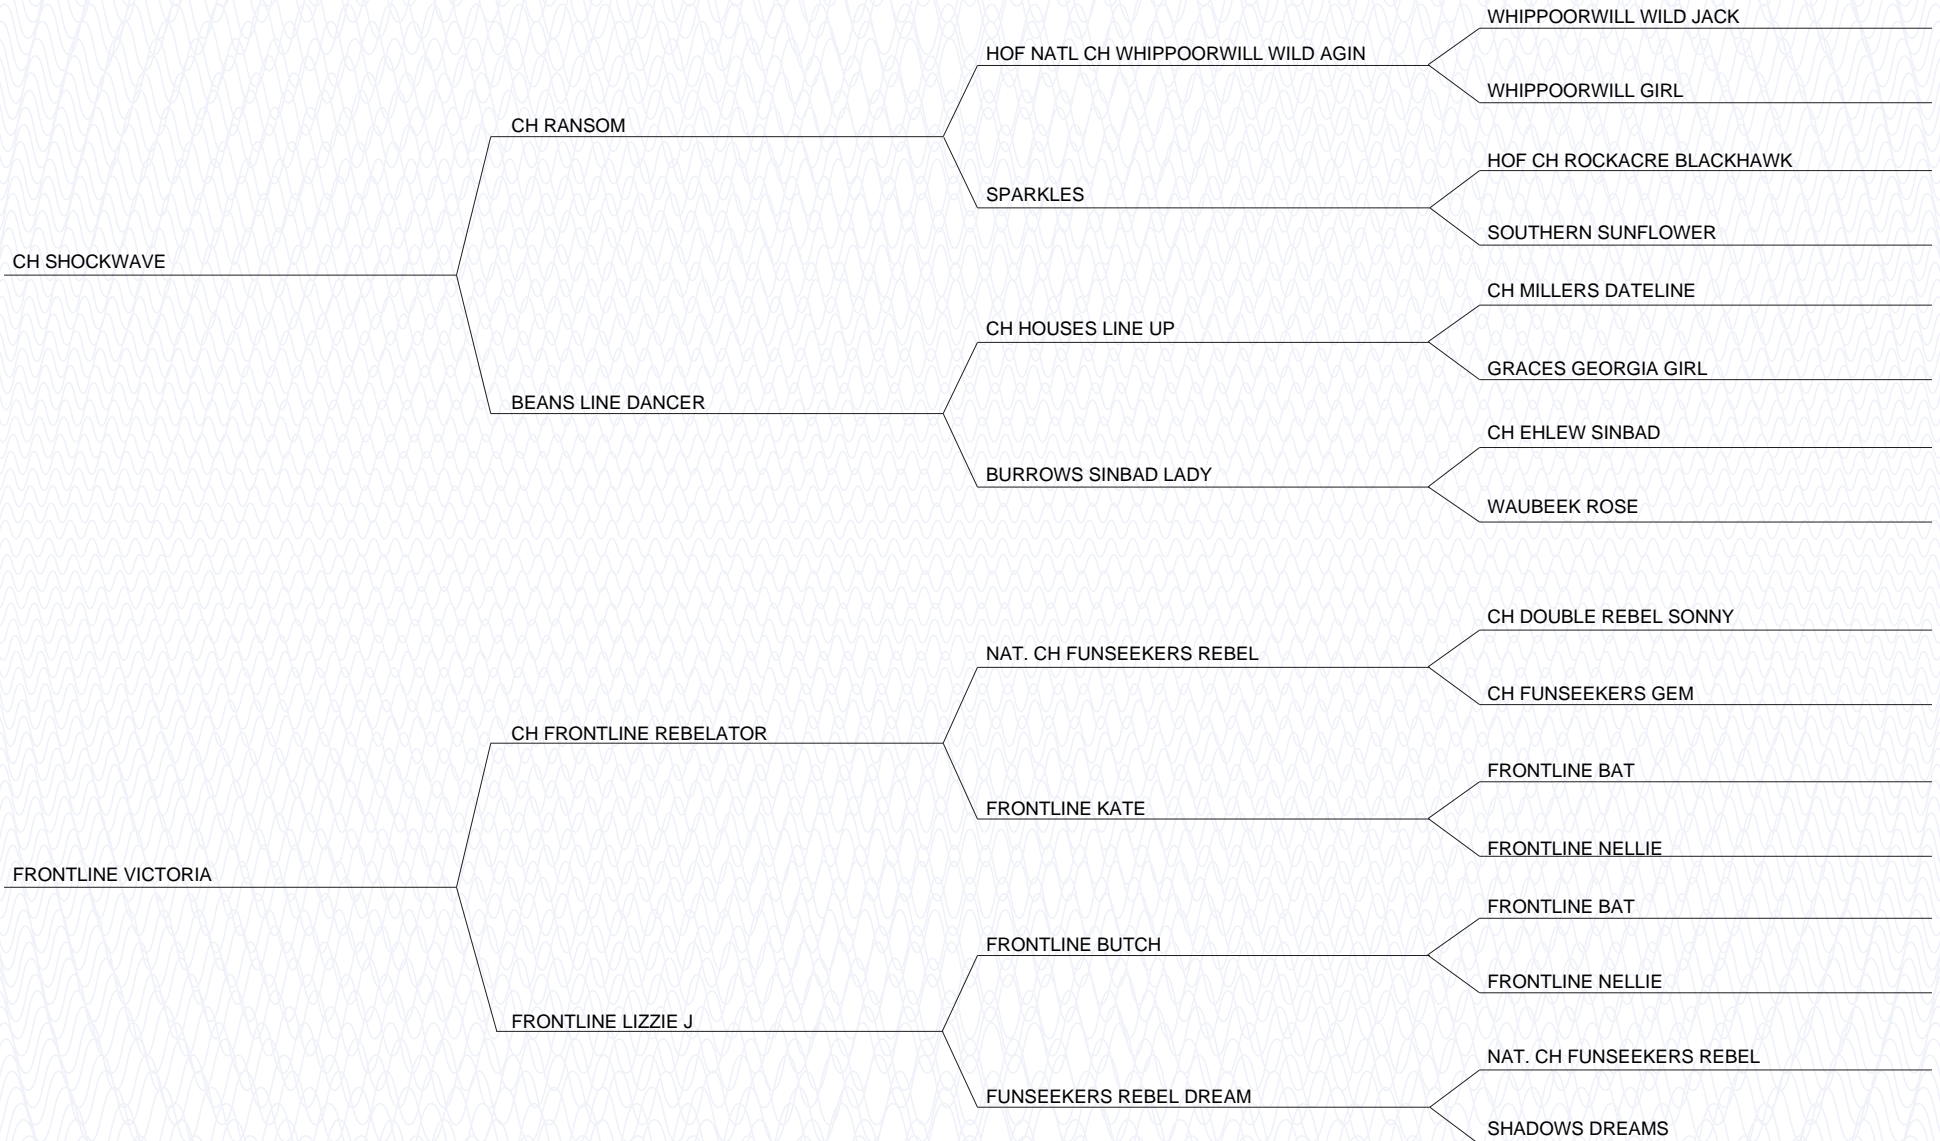 WHIPPOORWILL WILD JACK
HOF NATL CH WHIPPOORWILL WILD AGIN
WHIPPOORWILL GIRL
CH RANSOM
HOF CH ROCKACRE BLACKHAWK
SPARKLES
SOUTHERN SUNFLOWER
CH SHOCKWAVE
CH MILLERS DATELINE
CH HOUSES LINE UP
GRACES GEORGIA GIRL
BEANS LINE DANCER
CH EHLEW SINBAD
BURROWS SINBAD LADY
WAUBEEK ROSE
CH DOUBLE REBEL SONNY
NAT. CH FUNSEEKERS REBEL
CH FUNSEEKERS GEM
CH FRONTLINE REBELATOR
FRONTLINE BAT
FRONTLINE KATE
FRONTLINE NELLIE
FRONTLINE VICTORIA
FRONTLINE BAT
FRONTLINE BUTCH
FRONTLINE NELLIE
FRONTLINE LIZZIE J
NAT. CH FUNSEEKERS REBEL
FUNSEEKERS REBEL DREAM
SHADOWS DREAMS